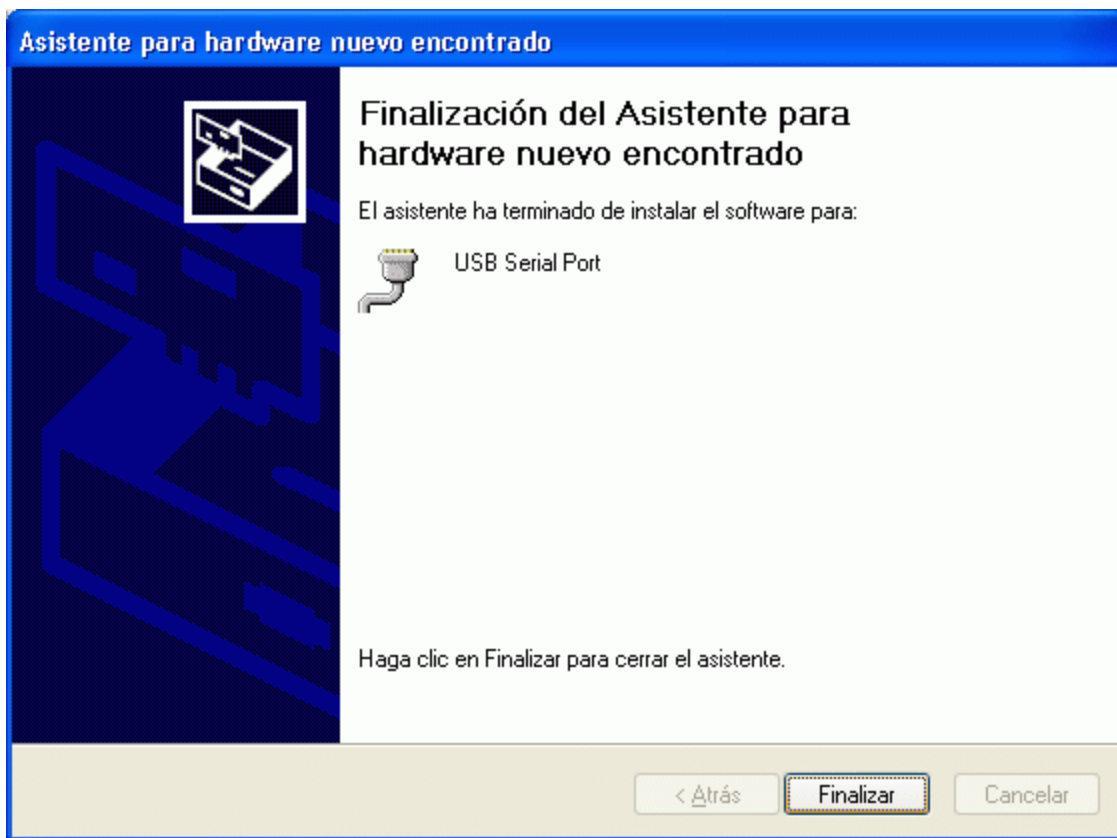 Asistente para hardware nuevo encontrado
Finalización del Asistente para
hardware nuevo encontrado
El asistente ha terminado de instalar el software para:
USB Serial Port
Haga clic en Finalizar para cerrar el asistente.
< Atrás
Finalizar
Cancelar